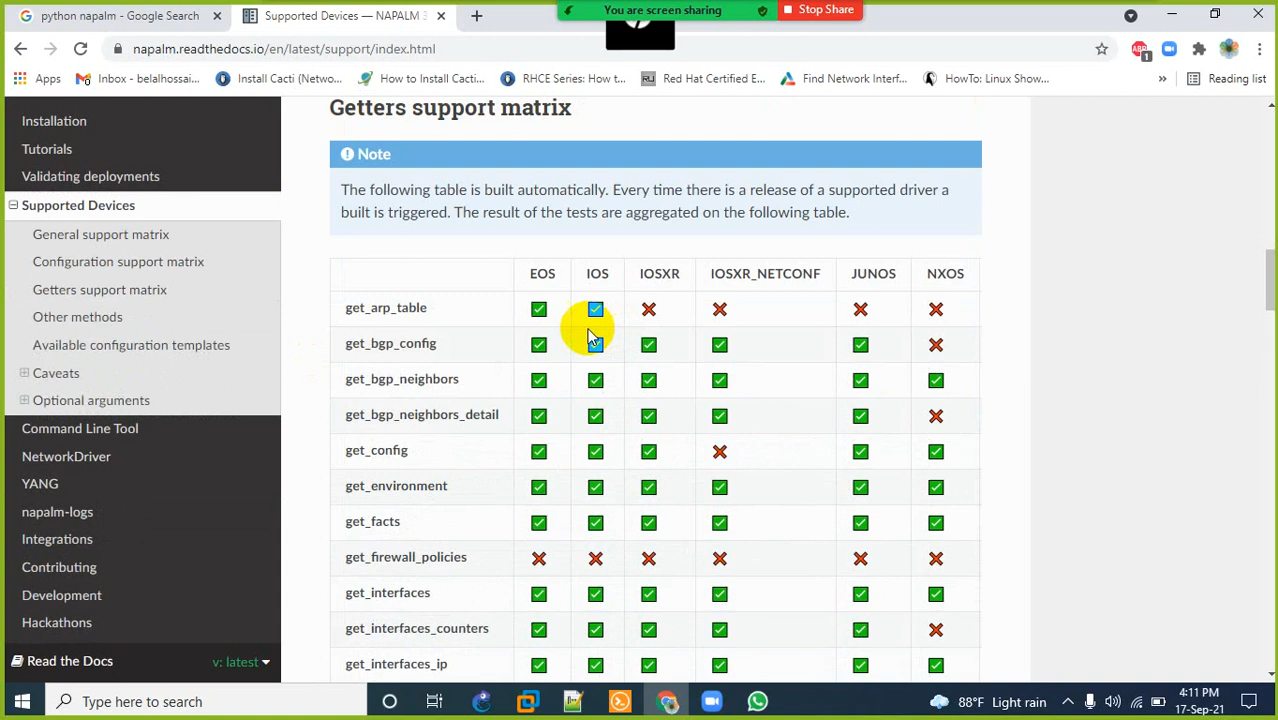 python napalm - Google Search
Supported Devices — NAPALM 3
You are screen sharing
Stop Share
napalm.readthedocs.io/en/latest/support/index.html
ABP
1
Apps
Inbox - belalhossai...
Install Cacti (Netwo...
How to Install Cacti...
RHCE Series: How t...
RU
Red Hat Certified E...
Find Network Interf...
HowTo: Linux Show...
»
Reading list
Installation
Tutorials
Validating deployments
Supported Devices
General support matrix
Configuration support matrix
Getters support matrix
Other methods
Available configuration templates
Caveats
Optional arguments
Command Line Tool
NetworkDriver
YANG
napalm-logs
Integrations
Contributing
Development
Hackathons
Read the Docs
v: latest
Getters support matrix
Note
The following table is built automatically. Every time there is a release of a supported driver a
built is triggered. The result of the tests are aggregated on the following table.
EOS IOS IOSXR IOSXR_NETCONF JUNOS NXOS
get_arp_table
get_bgp_config
get_bgp_neighbors
get_bgp_neighbors_detail
get_config
get_environment
get_facts
get_firewall_policies
get_interfaces
get_interfaces_counters
get_interfaces_ip
Type here to search
88°F Light rain
4:11 PM
17-Sep-21